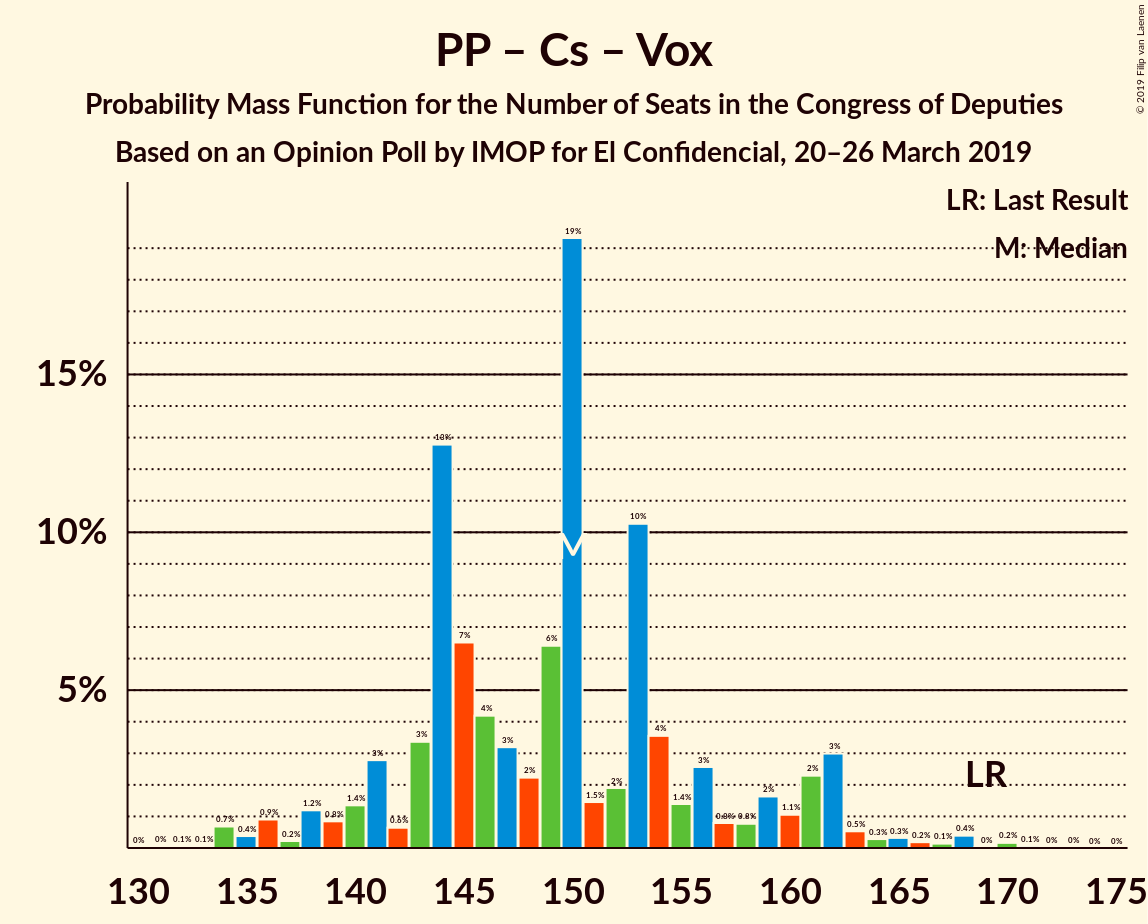 PP – Cs – Vox
Probability Mass Function for the Number of Seats in the Congress of Deputies
Based on an Opinion Poll by IMOP for El Confidencial, 20–26 March 2019
© 2019 Filip van Laenen
LR: Last Result
M: Median
15%
10%
5%
0% 0% 0.1% 0.1% 0.7% 0.4% 0.9% 0.2% 1.2% 0.8% 1.4% 3% 0.6% 3% 13% 7% 4% 3% 2% 6% 19% 1.5% 2% 10% 4% 1.4% 3% 0.8% 0.8% 2% 1.1% 2% 3% 0.5% 0.3% 0.3% 0.2% 0.1% 0.4% 0% 0.2% 0.1% 0% 0% 0% 0%
LR
130 135 140 145 150 155 160 165 170 175